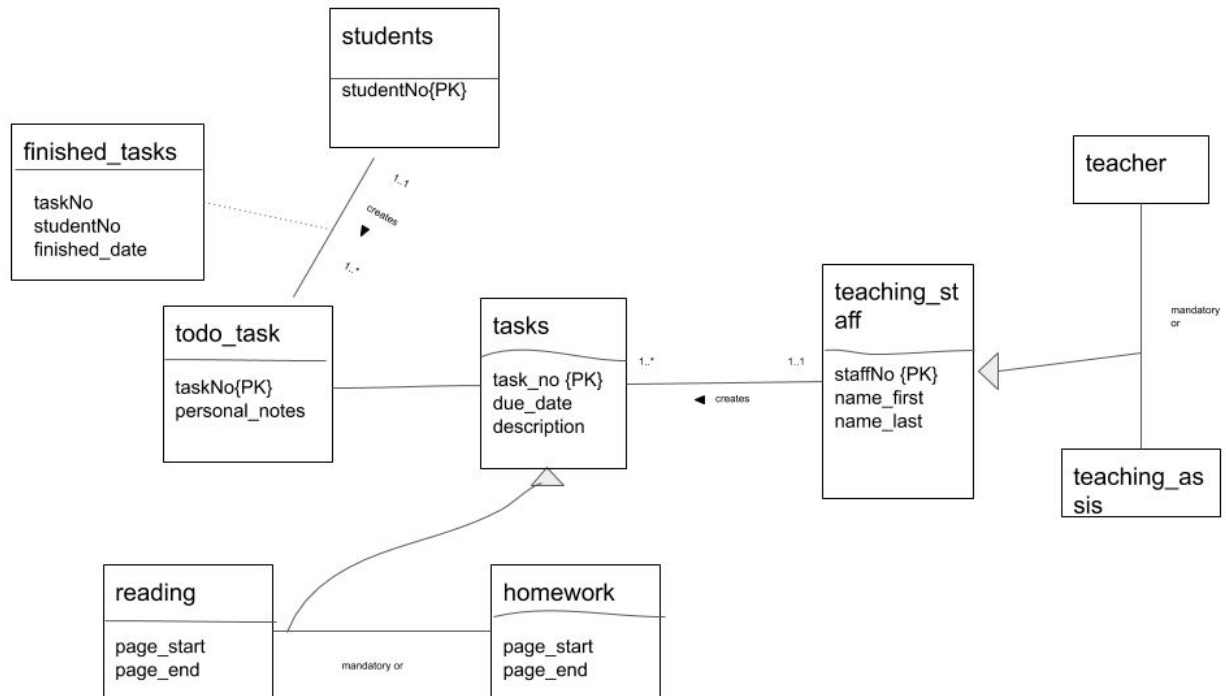 students
studentNo{PK}
finished_tasks
taskNo
studentNo
finished_date
1..1
creates
1..*
teacher
mandatory
or
teaching_assis
sis
teaching_st
aff
staffNo {PK}
name_first
name_last
1..1
1..*
creates
tasks
task_no {PK}
due_date
description
todo_task
taskNo{PK}
personal_notes
reading
page_start
page_end
mandatory or
homework
page_start
page_end